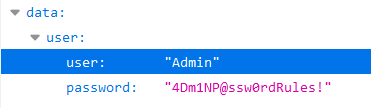 data:
user:
user: "Admin"
password: "4Dm1NP@ssw0rdRules!"